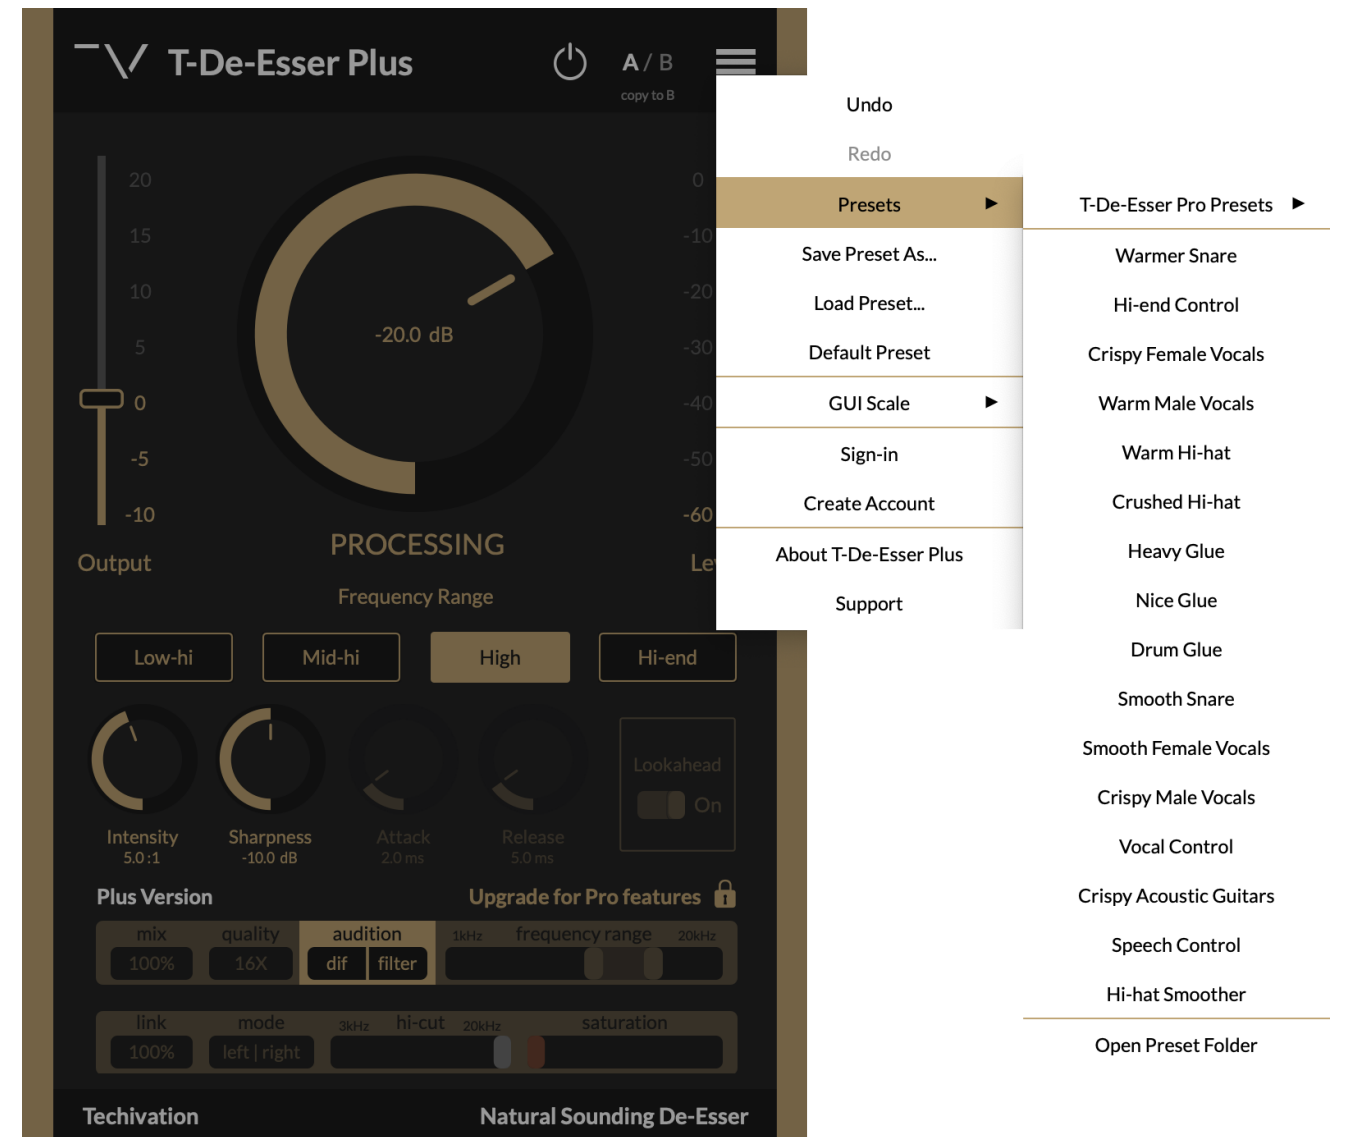 T-De-Esser Plus
A / B
copy to B
Undo
Redo
Presets
Save Preset As...
Load Preset...
Default Preset
GUI Scale
Sign-in
Create Account
About T-De-Esser Plus
Support
T-De-Esser Pro Presets
Warmer Snare
Hi-end Control
Crispy Female Vocals
Warm Male Vocals
Warm Hi-hat
Crushed Hi-hat
Heavy Glue
Nice Glue
Drum Glue
Smooth Snare
Smooth Female Vocals
Crispy Male Vocals
Vocal Control
Crispy Acoustic Guitars
Speech Control
Hi-hat Smoother
Open Preset Folder
20
15
10
5
0
-5
-10
Output
-20.0 dB
PROCESSING
0
-10
-20
-30
-40
-50
-60
Frequency Range
Low-hi Mid-hi High Hi-end
Intensity
5.0:1
Sharpness
-10.0 dB
Attack
2.0 ms
Release
5.0 ms
Lookahead
On
Plus Version Upgrade for Pro features
mix quality audition 1kHz frequency range 20kHz
100% 16X dif filter
link mode 3kHz hi-cut 20kHz saturation
100% left | right
Techivation Natural Sounding De-Esser